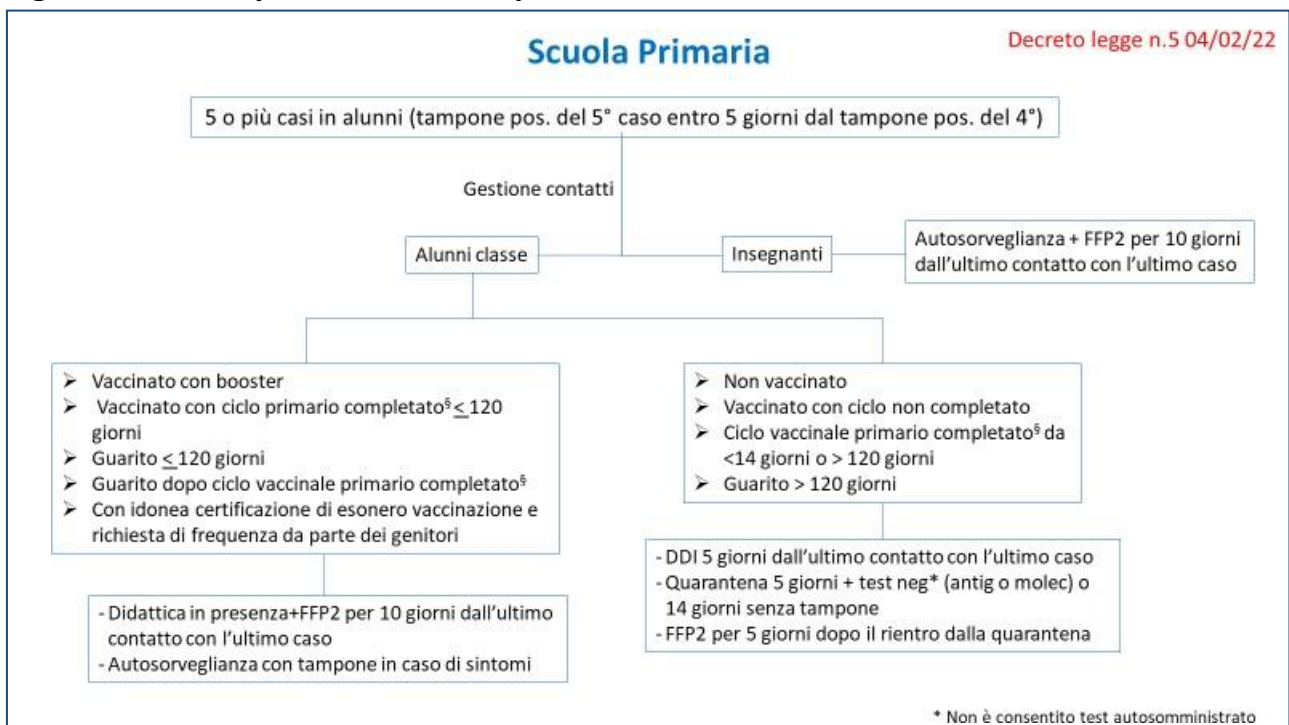 Scuola Primaria
Decreto legge n.5 04/02/22
5 o più casi in alunni (tampone pos. del 5° caso entro 5 giorni dal tampone pos. del 4°)
Gestione contatti
Alunni classe
Insegnanti
Autosorveglianza + FFP2 per 10 giorni
dall'ultimo contatto con l'ultimo caso
➢ Vaccinato con booster
➢ Vaccinato con ciclo primario completato§ ≤ 120
giorni
➢ Guarito ≤ 120 giorni
➢ Guarito dopo ciclo vaccinale primario completato§
➢ Con idonea certificazione di esonero vaccinazione e
richiesta di frequenza da parte dei genitori
➢ Non vaccinato
➢ Vaccinato con ciclo non completato
➢ Ciclo vaccinale primario completato§ da
<14 giorni o > 120 giorni
➢ Guarito > 120 giorni
- Didattica in presenza+FFP2 per 10 giorni dall'ultimo
contatto con l'ultimo caso
- Autosorveglianza con tampone in caso di sintomi
- DDI 5 giorni dall'ultimo contatto con l'ultimo caso
- Quarantena 5 giorni + test neg* (antig o molec) o
14 giorni senza tampone
- FFP2 per 5 giorni dopo il rientro dalla quarantena
* Non è consentito test autosomministrato